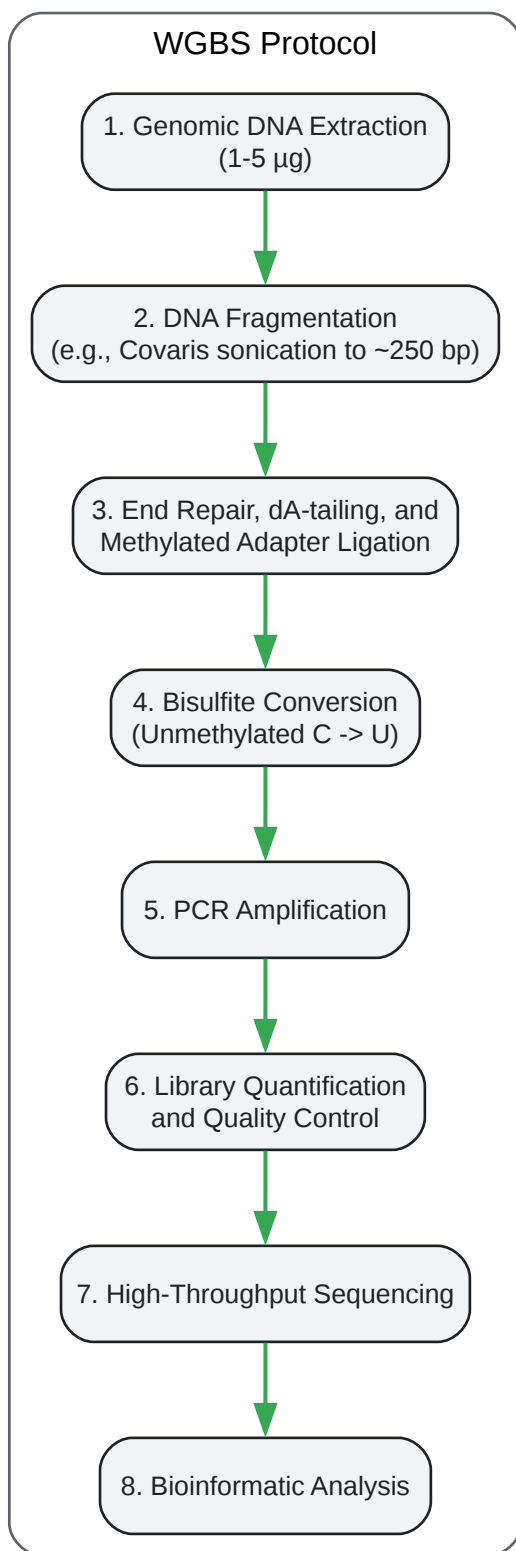 WGBS Protocol
1. Genomic DNA Extraction
(1-5 µg)
2. DNA Fragmentation
(e.g., Covaris sonication to ~250 bp)
3. End Repair, dA-tailing, and
Methylated Adapter Ligation
4. Bisulfite Conversion
(Unmethylated C -> U)
5. PCR Amplification
6. Library Quantification
and Quality Control
7. High-Throughput Sequencing
8. Bioinformatic Analysis